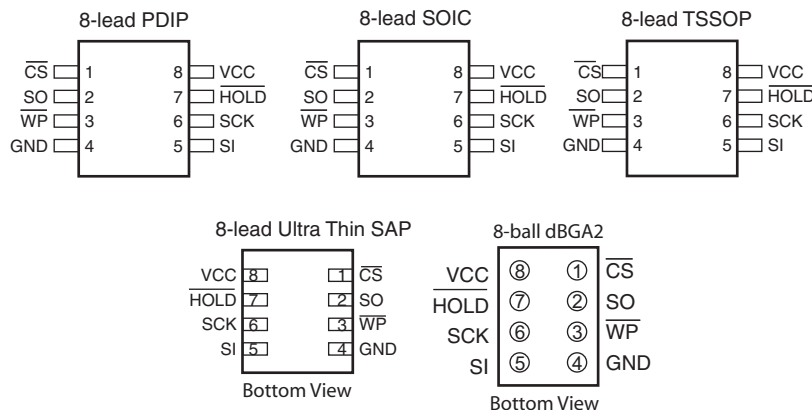 8-lead PDIP
CS 1 8 VCC
SO 2 7 HOLD
WP 3 6 SCK
GND 4 5 SI
8-lead SOIC
CS 1 8 VCC
SO 2 7 HOLD
WP 3 6 SCK
GND 4 5 SI
8-lead TSSOP
CS 1 8 VCC
SO 2 7 HOLD
WP 3 6 SCK
GND 4 5 SI
8-lead Ultra Thin SAP
VCC 8 1 CS
HOLD 7 2 SO
SCK 6 3 WP
SI 5 4 GND
Bottom View
8-ball dBGA2
VCC 8 1 CS
HOLD 7 2 SO
SCK 6 3 WP
SI 5 4 GND
Bottom View